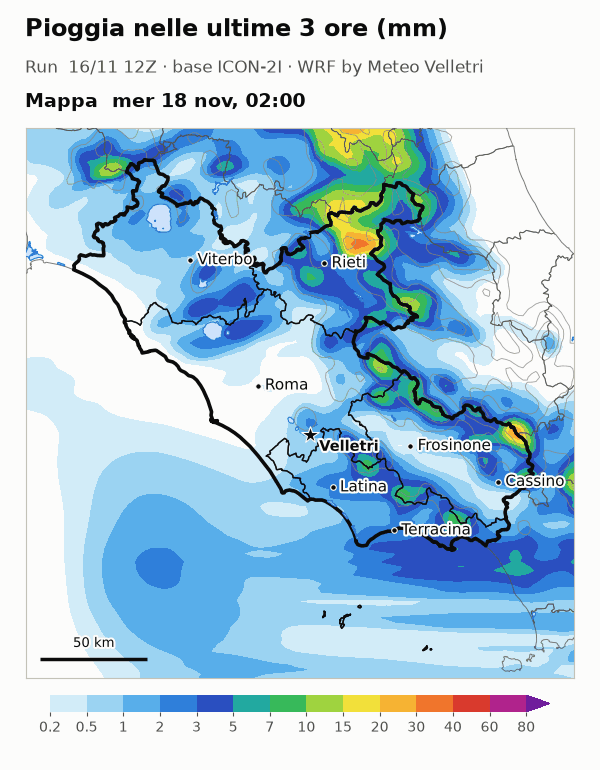 Pioggia nelle ultime 3 ore (mm)
Run 16/11 12Z · base ICON-2I · WRF by Meteo Velletri
Mappa mer 18 nov, 02:00
Viterbo
Rieti
Roma
Velletri
Frosinone
Latina
Cassino
Terracina
50 km
0.2 0.5 1 2 3 5 7 10 15 20 30 40 60 80